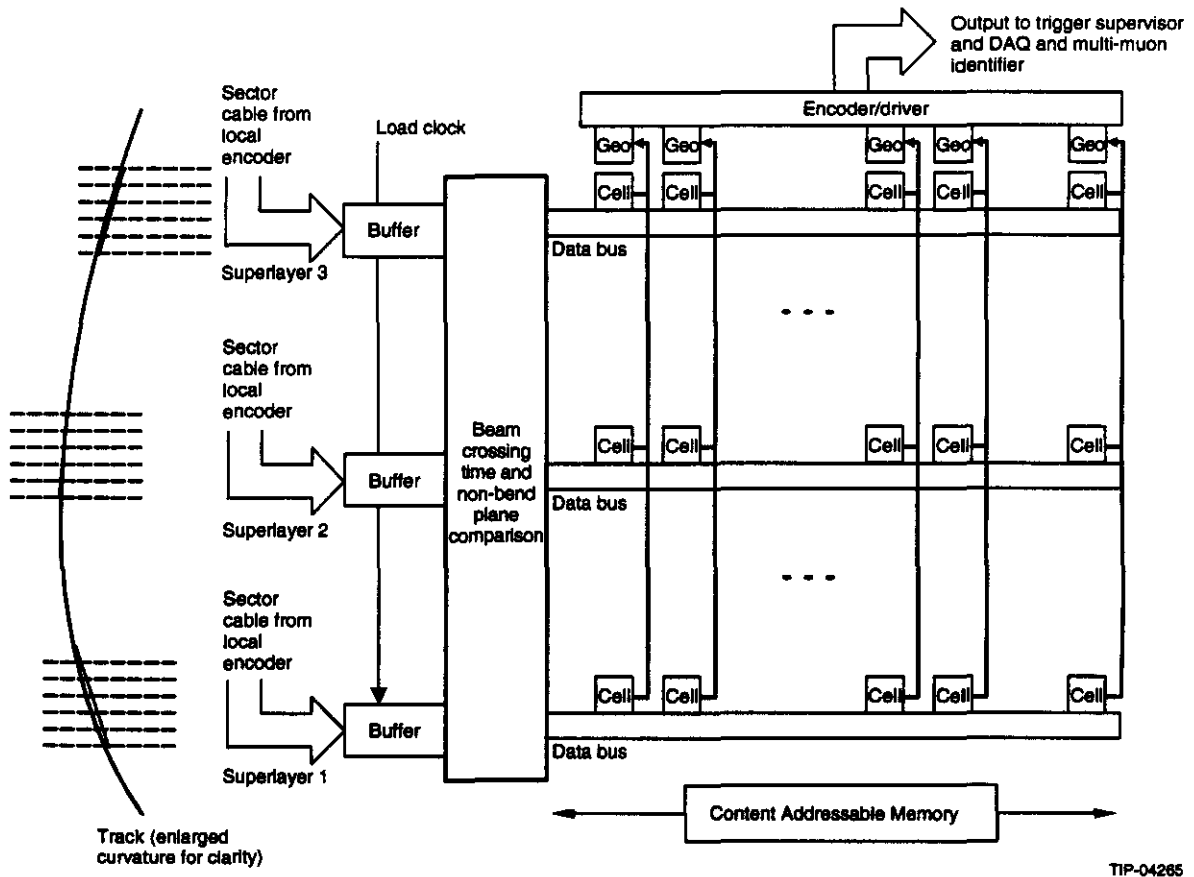 Output to trigger supervisor
and DAQ and multi-muon
identifier
Encoder/driver
Sector
cable from
local
encoder
Load clock
Geo Geo Geo Geo Geo
Cell Cell Cell Cell Cell
Buffer
Data bus
Superlayer 3
Sector
cable from
local
encoder
Cell Cell Cell Cell Cell
Buffer
Data bus
Superlayer 2
Beam
crossing
time and
non-bend
plane
comparison
Sector
cable from
local
encoder
Cell Cell Cell Cell Cell
Buffer
Data bus
Superlayer 1
Content Addressable Memory
Track (enlarged
curvature for clarity)
TIP-04265